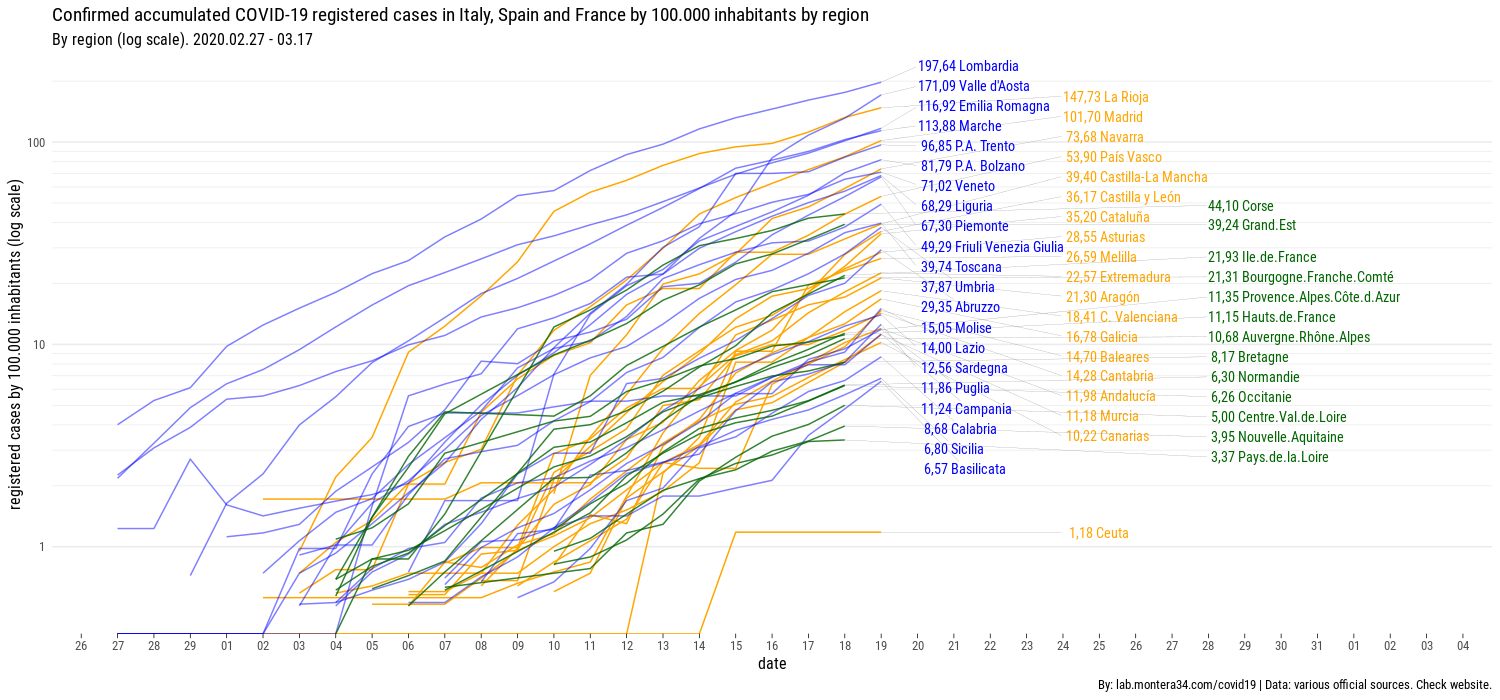 Confirmed accumulated COVID-19 registered cases in Italy, Spain and France by 100.000 inhabitants by region
By region (log scale). 2020.02.27 - 03.17
registered cases by 100.000 inhabitants (log scale)
100
10
1
197,64 Lombardia
171,09 Valle d'Aosta
116,92 Emilia Romagna
113,88 Marche
96,85 P.A. Trento
81,79 P.A. Bolzano
71,02 Veneto
68,29 Liguria
67,30 Piemonte
49,29 Friuli Venezia Giulia
39,74 Toscana
37,87 Umbria
29,35 Abruzzo
15,05 Molise
14,00 Lazio
12,56 Sardegna
11,86 Puglia
11,24 Campania
8,68 Calabria
6,80 Sicilia
6,57 Basilicata
147,73 La Rioja
101,70 Madrid
73,68 Navarra
53,90 País Vasco
39,40 Castilla-La Mancha
36,17 Castilla y León
35,20 Cataluña
28,55 Asturias
26,59 Melilla
22,57 Extremadura
21,30 Aragón
18,41 C. Valenciana
16,78 Galicia
14,70 Baleares
14,28 Cantabria
11,98 Andalucía
11,18 Murcia
10,22 Canarias
1,18 Ceuta
44,10 Corse
39,24 Grand.Est
21,93 Ile.de.France
21,31 Bourgogne.Franche.Comté
11,35 Provence.Alpes.Côte.d.Azur
11,15 Hauts.de.France
10,68 Auvergne.Rhône.Alpes
8,17 Bretagne
6,30 Normandie
6,26 Occitanie
5,00 Centre.Val.de.Loire
3,95 Nouvelle.Aquitaine
3,37 Pays.de.la.Loire
26 27 28 29 01 02 03 04 05 06 07 08 09 10 11 12 13 14 15 16 17 18 19 20 21 22 23 24 25 26 27 28 29 30 31 01 02 03 04
date
By: lab.montera34.com/covid19 | Data: various official sources. Check website.